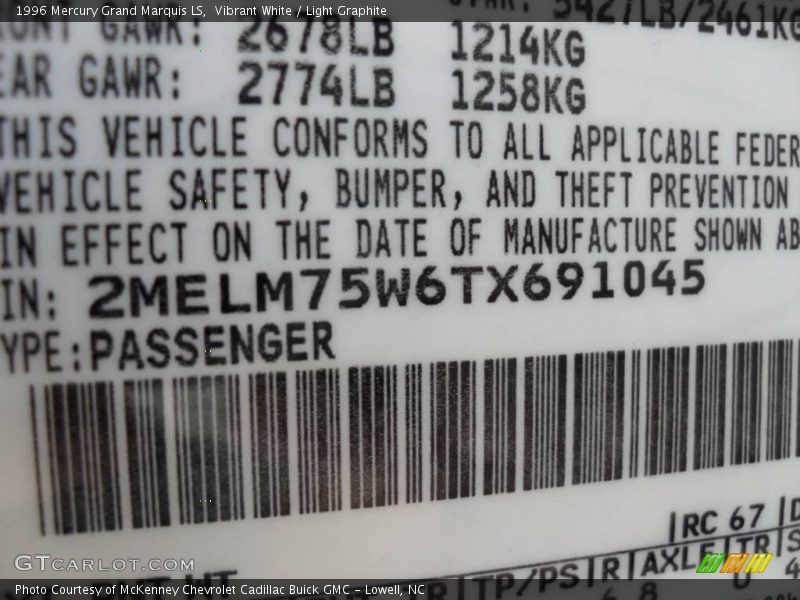 1996 Mercury Grand Marquis LS, Vibrant White / Light Graphite
5427LB/2461KG
GAWR: 2678LB 1214KG
GAWR: 2774LB 1258KG
THIS VEHICLE CONFORMS TO ALL APPLICABLE FEDER
VEHICLE SAFETY, BUMPER, AND THEFT PREVENTION
IN EFFECT ON THE DATE OF MANUFACTURE SHOWN AB
IN: 2MELM75W6TX691045
YPE: PASSENGER
RC 67
TP/PS R AXLE TR S
GTCARLOT.COM
Photo Courtesy of McKenney Chevrolet Cadillac Buick GMC - Lowell, NC